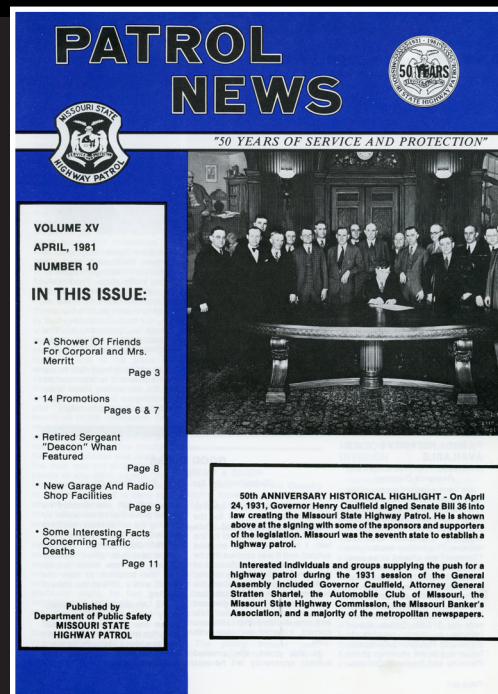 PATROL
NEWS
1931 - 1981
50 YEARS
MISSOURI STATE HIGHWAY PATROL
MISSOURI STATE
HIGHWAY PATROL
"50 YEARS OF SERVICE AND PROTECTION"
VOLUME XV
APRIL, 1981
NUMBER 10
IN THIS ISSUE:
• A Shower Of Friends
For Corporal and Mrs.
Merritt
Page 3
• 14 Promotions
Pages 6 & 7
• Retired Sergeant
"Deacon" Whan
Featured
Page 8
• New Garage And Radio
Shop Facilities
Page 9
• Some Interesting Facts
Concerning Traffic
Deaths
Page 11
Published by
Department of Public Safety
MISSOURI STATE
HIGHWAY PATROL
50th ANNIVERSARY HISTORICAL HIGHLIGHT - On April
24, 1931, Governor Henry Caulfield signed Senate Bill 36 into
law creating the Missouri State Highway Patrol. He is shown
above at the signing with some of the sponsors and supporters
of the legislation. Missouri was the seventh state to establish a
highway patrol.
Interested individuals and groups supplying the push for a
highway patrol during the 1931 session of the General
Assembly included Governor Caulfield, Attorney General
Stratten Shartel, the Automobile Club of Missouri, the
Missouri State Highway Commission, the Missouri Banker's
Association, and a majority of the metropolitan newspapers.